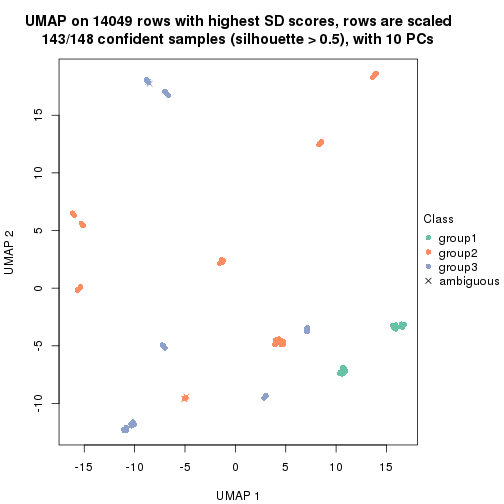 UMAP on 14049 rows with highest SD scores, rows are scaled
143/148 confident samples (silhouette > 0.5), with 10 PCs
15
10
5
0
-5
-10
UMAP 2
-15
-10
-5
0
5
10
15
UMAP 1
Class
group1
group2
group3
ambiguous